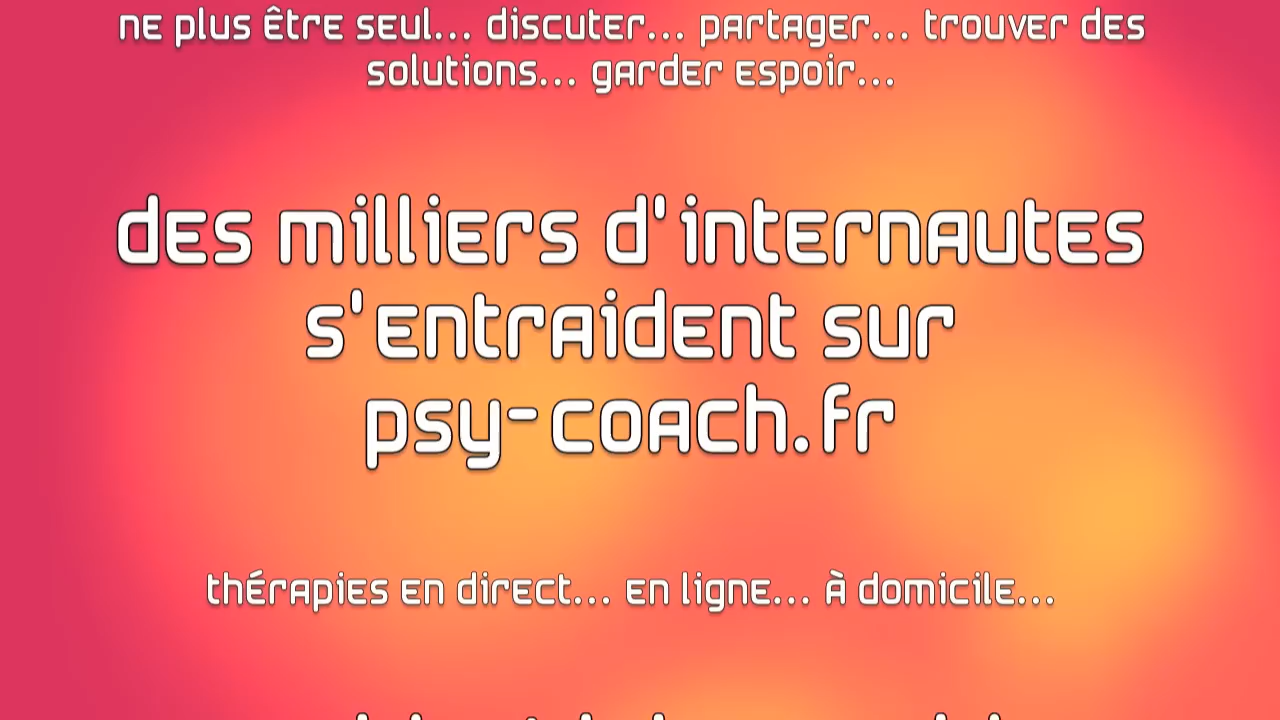 ne plus être seul... discuter... partager... trouver des
solutions... garder espoir...
des milliers d'internautes
s'entraident sur
psy-coach.fr
thérapies en direct... en ligne... à domicile...